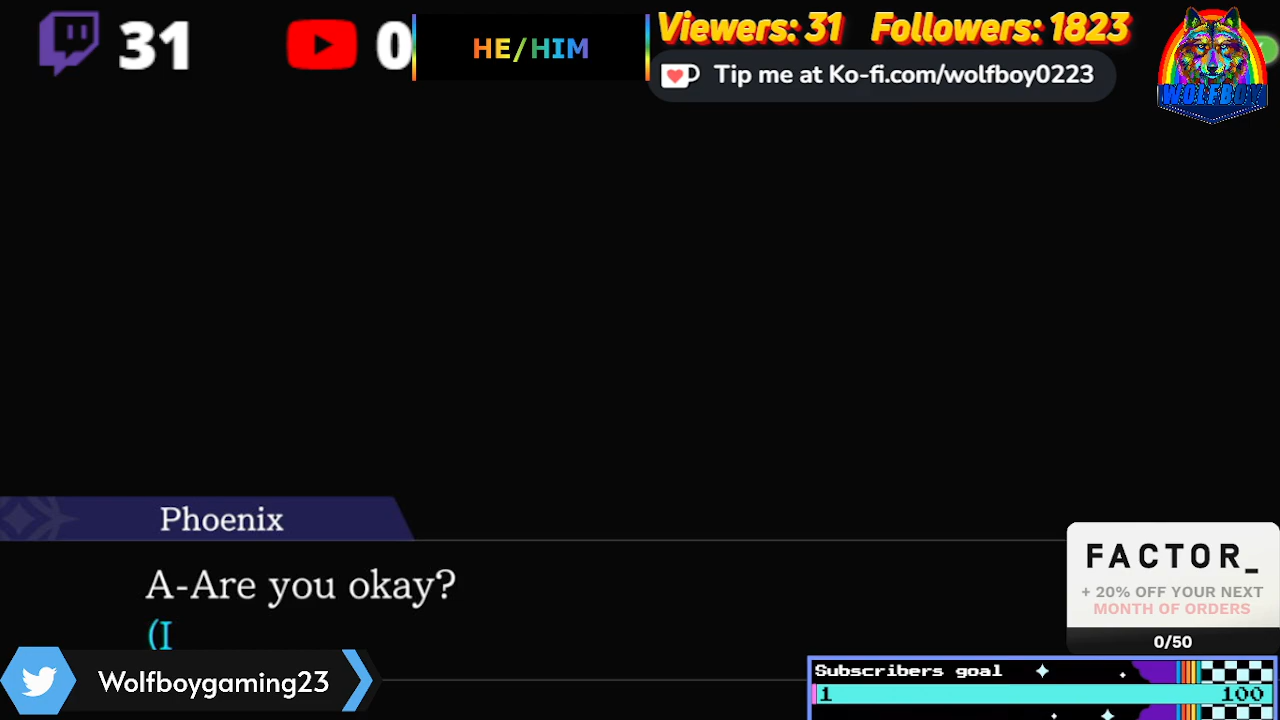 31
0
HE/HIM
Viewers: 31 Followers: 1823
Tip me at Ko-fi.com/wolfboy0223
WOLFBOY
Phoenix
A-Are you okay?
(I
FACTOR_
+ 20% OFF YOUR NEXT
MONTH OF ORDERS
0/50
Wolfboygaming23
Subscribers goal
1
100